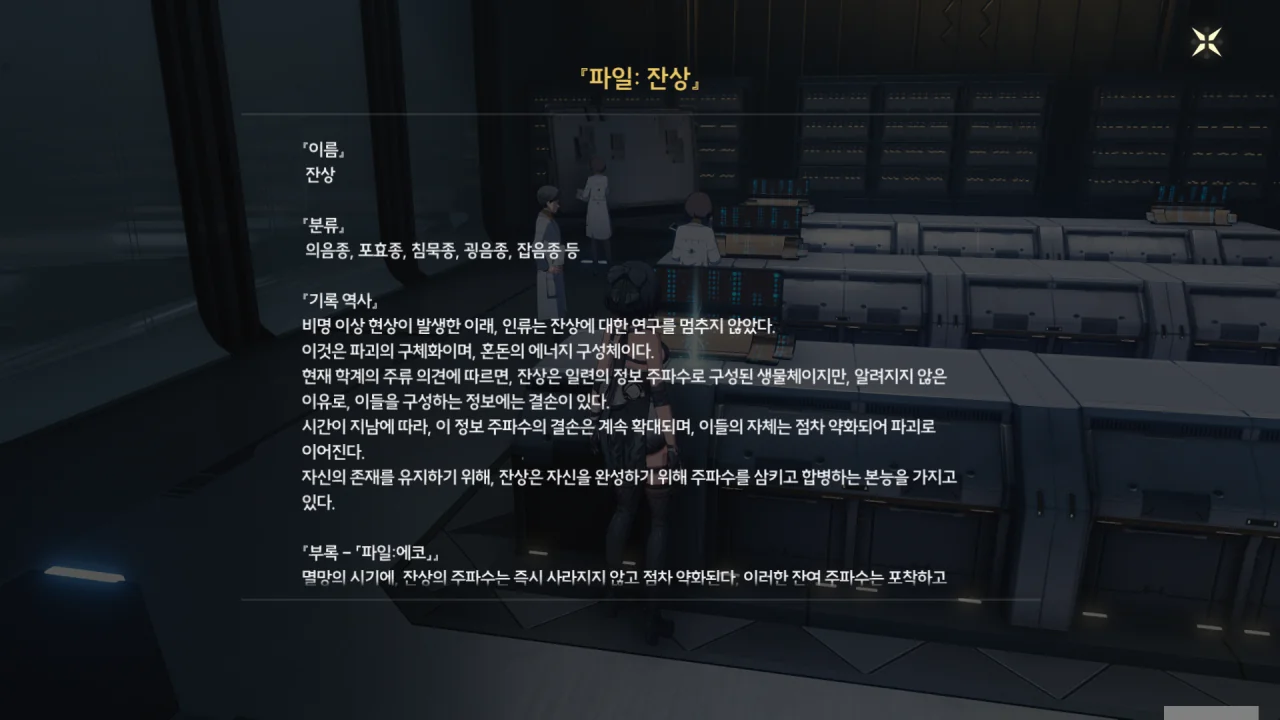 『파일: 잔상』
『이름』
잔상
『분류』
의음종, 포효종, 침묵종, 굉음종, 잡음종 등
『기록 역사』
비명 이상 현상이 발생한 이래, 인류는 잔상에 대한 연구를 멈추지 않았다.
이것은 파괴의 구체화이며, 혼돈의 에너지 구성체이다.
현재 학계의 주류 의견에 따르면, 잔상은 일련의 정보 주파수로 구성된 생물체이지만, 알려지지 않은
이유로, 이들을 구성하는 정보에는 결손이 있다.
시간이 지남에 따라, 이 정보 주파수의 결손은 계속 확대되며, 이들의 자체는 점차 약화되어 파괴로
이어진다.
자신의 존재를 유지하기 위해, 잔상은 자신을 완성하기 위해 주파수를 삼키고 합병하는 본능을 가지고
있다.
『부록 – 「파일:에코」』
멸망의 시기에, 잔상의 주파수는 즉시 사라지지 않고 점차 약화된다. 이러한 잔여 주파수는 포착하고